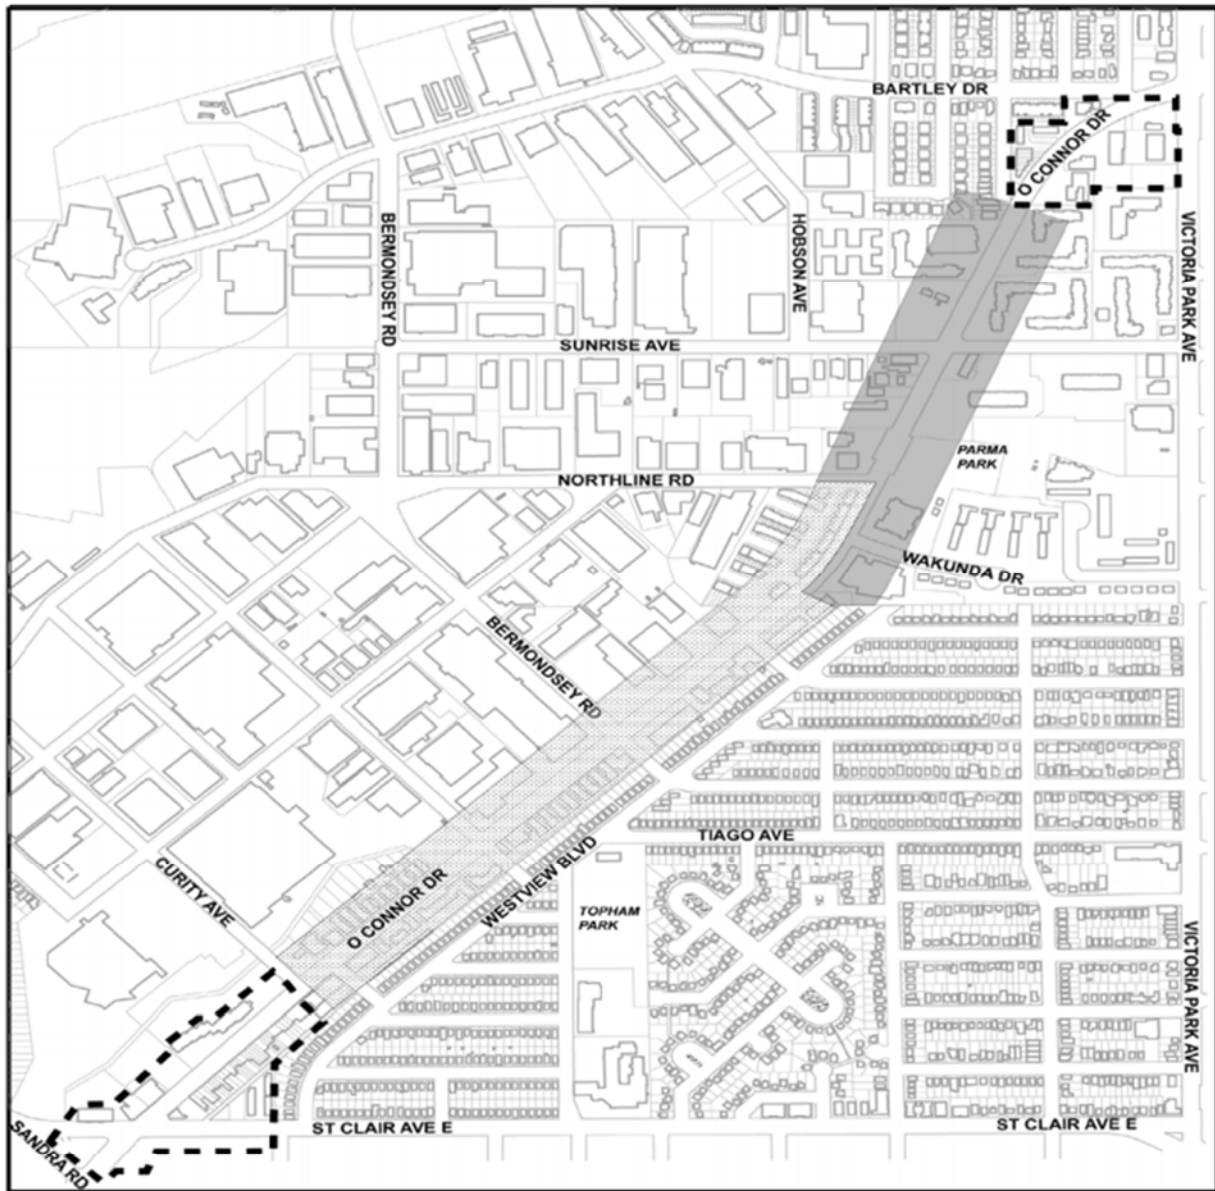 BARTLEY DR
O CONNOR DR
BERMONDSEY RD
HOBSON AVE
VICTORIA PARK AVE
SUNRISE AVE
PARMA
PARK
NORTHLINE RD
WAKUNDA DR
BERMONDSEY RD
TIAGO AVE
WESTVIEW BLVD
CURITY AVE
O CONNOR DR
TOPHAM
PARK
VICTORIA PARK AVE
ST CLAIR AVE E
ST CLAIR AVE E
SANDRA RD